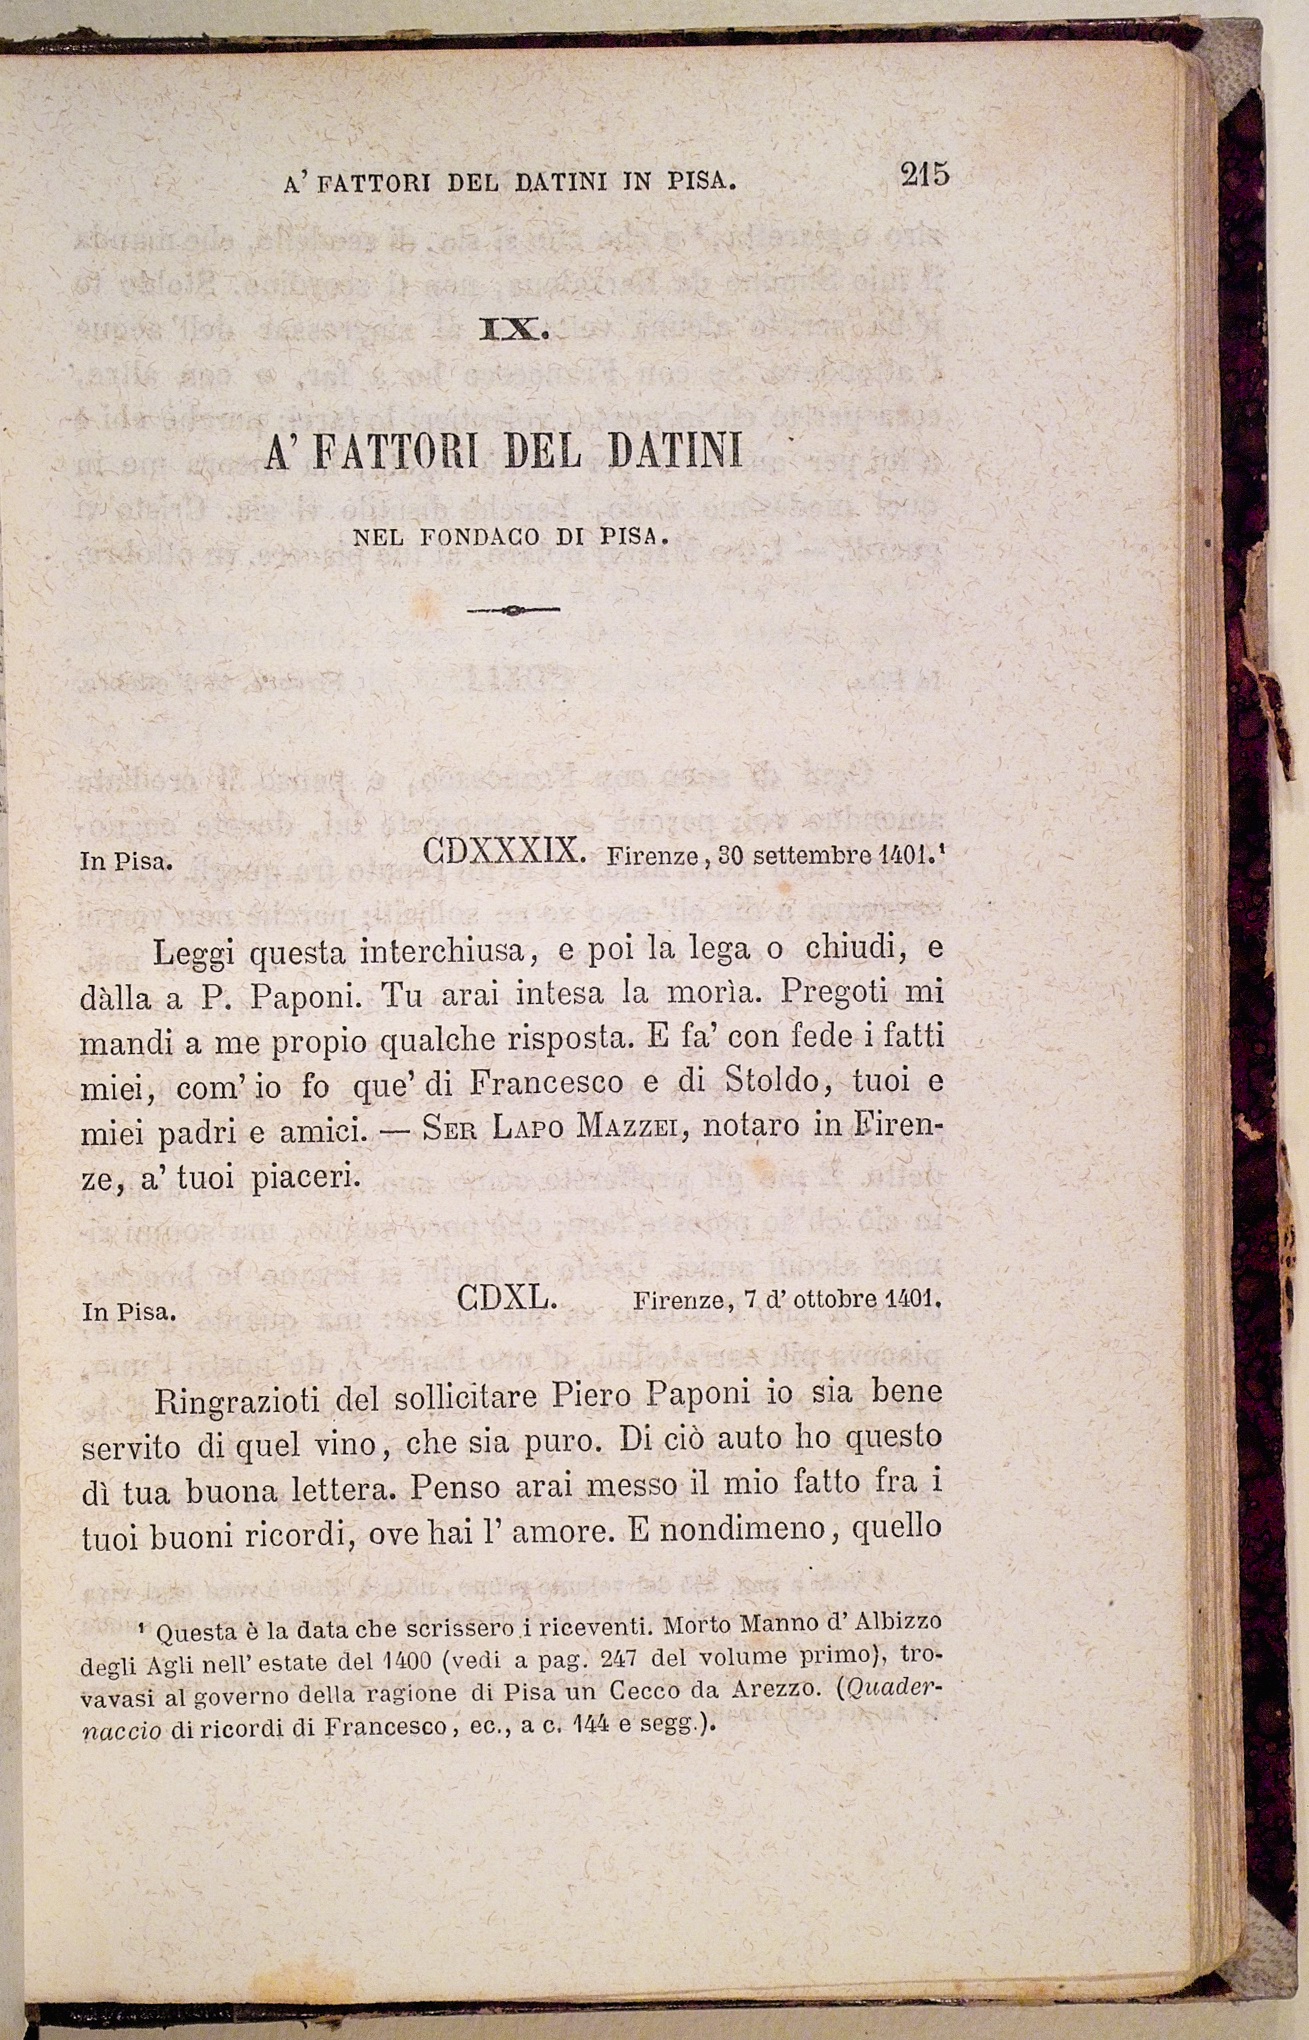 A' FATTORI DEL DATINI IN PISA. 215
IX.
A' FATTORI DEL DATINI
NEL FONDACO DI PISA.
In Pisa. CDXXXIX. Firenze, 30 settembre 1401.¹
Leggi questa interchiusa, e poi la lega o chiudi, e
dàlla a P. Paponi. Tu arai intesa la morìa. Pregoti mi
mandi a me propio qualche risposta. E fa' con fede i fatti
miei, com' io fo que' di Francesco e di Stoldo, tuoi e
miei padri e amici. — SER LAPO MAZZEI, notaro in Firen-
ze, a' tuoi piaceri.
In Pisa. CDXL. Firenze, 7 d' ottobre 1401.
Ringrazioti del sollicitare Piero Paponi io sia bene
servito di quel vino, che sia puro. Di ciò auto ho questo
dì tua buona lettera. Penso arai messo il mio fatto fra i
tuoi buoni ricordi, ove hai l' amore. E nondimeno, quello
¹ Questa è la data che scrissero i riceventi. Morto Manno d' Albizzo
degli Agli nell' estate del 1400 (vedi a pag. 247 del volume primo), tro-
vavasi al governo della ragione di Pisa un Cecco da Arezzo. (Quader-
naccio di ricordi di Francesco, ec., a c. 144 e segg.).